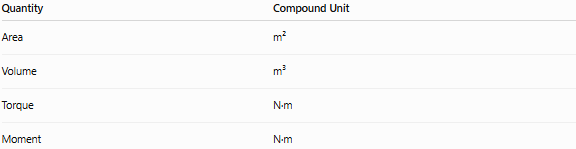 Quantity Compound Unit
Area m²
Volume m³
Torque N·m
Moment N·m